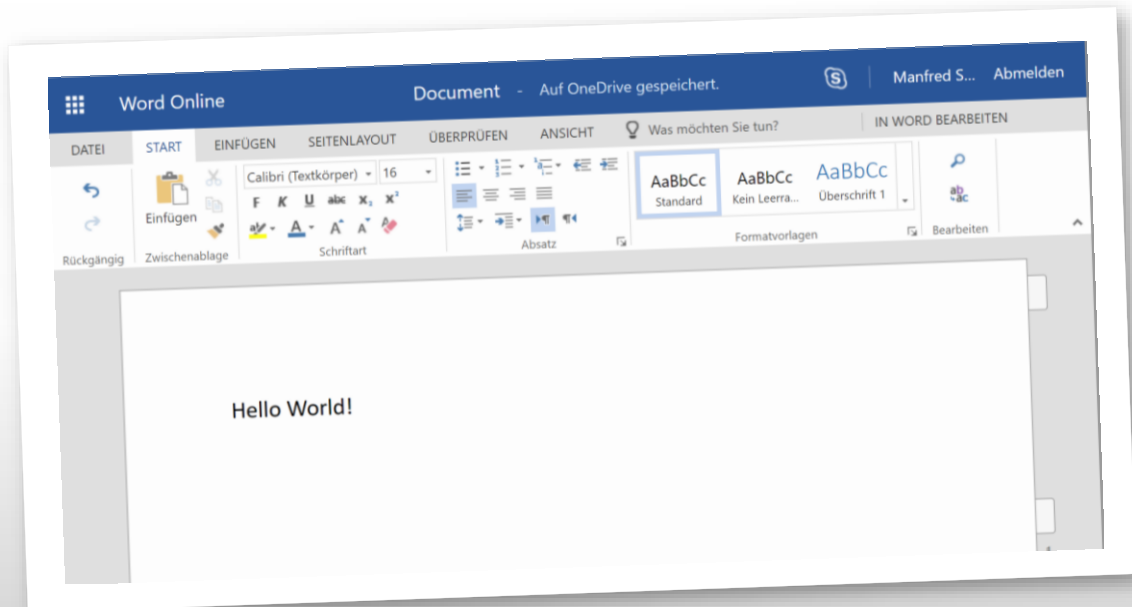 Word Online Document - Auf OneDrive gespeichert. Manfred S... Abmelden
DATEI START EINFÜGEN SEITENLAYOUT ÜBERPRÜFEN ANSICHT Was möchten Sie tun? IN WORD BEARBEITEN
Calibri (Textkörper) 16
F K U abc x₂ x²
Einfügen
AaBbCc AaBbCc AaBbCc
Standard Kein Leerra... Überschrift 1
Rückgängig Zwischenablage Schriftart Absatz Formatvorlagen Bearbeiten
Hello World!